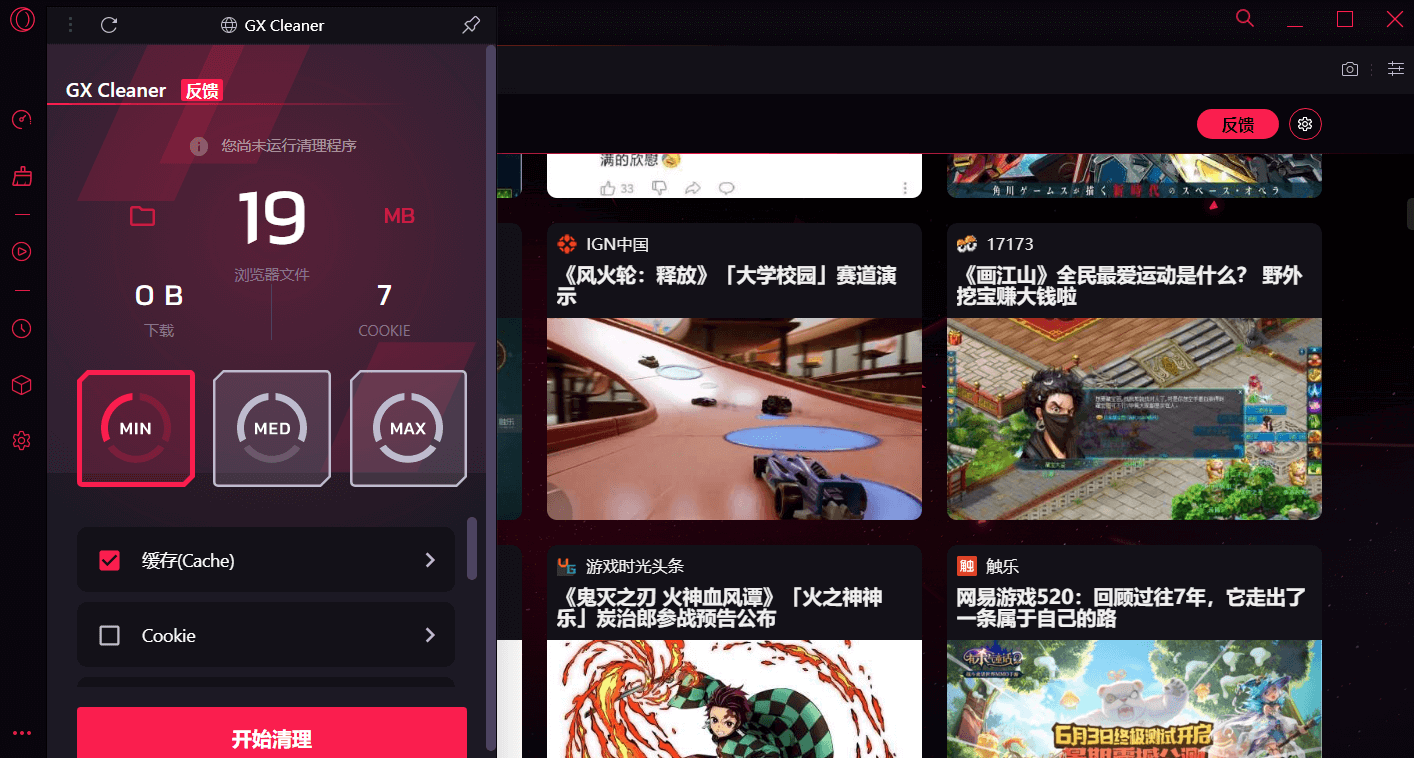 GX Cleaner
GX Cleaner 反馈
您尚未运行清理程序
19
MB
浏览器文件
0 B
下载
7
COOKIE
MIN
MED
MAX
缓存(Cache)
Cookie
开始清理
反馈
满的欣慰
33
角川ゲームスが描く新時代のスペース・オペラ
IGN中国
《风火轮：释放》「大学校园」赛道演
示
17173
《画江山》全民最爱运动是什么？ 野外
挖宝赚大钱啦
游戏时光头条
《鬼灭之刃 火神血风谭》「火之神神
乐」炭治郎参战预告公布
触 触乐
网易游戏520：回顾过往7年，它走出了
一条属于自己的路
6月3日终极测试开启